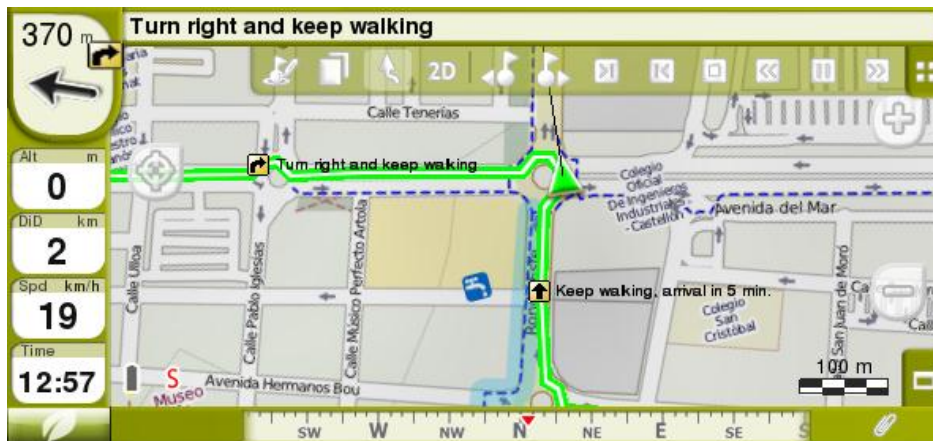 Turn right and keep walking
370 m
2D
Calle Tenerías
Alt m
0
Turn right and keep walking
Colegio
Oficial
De Ingenieros
Industriales
- Castellón
Avenida del Mar
DiD km
2
Calle Ulloa
Calle Pablo Iglesias
Calle Músico Perfecto Artola
Keep walking, arrival in 5 min.
Colegio
San
Cristóbal
San Juan de Moró
Spd km/h
19
100 m
Time
12:57
S
Museo
Avenida Hermanos Bou
SW W NW N NE E SE S